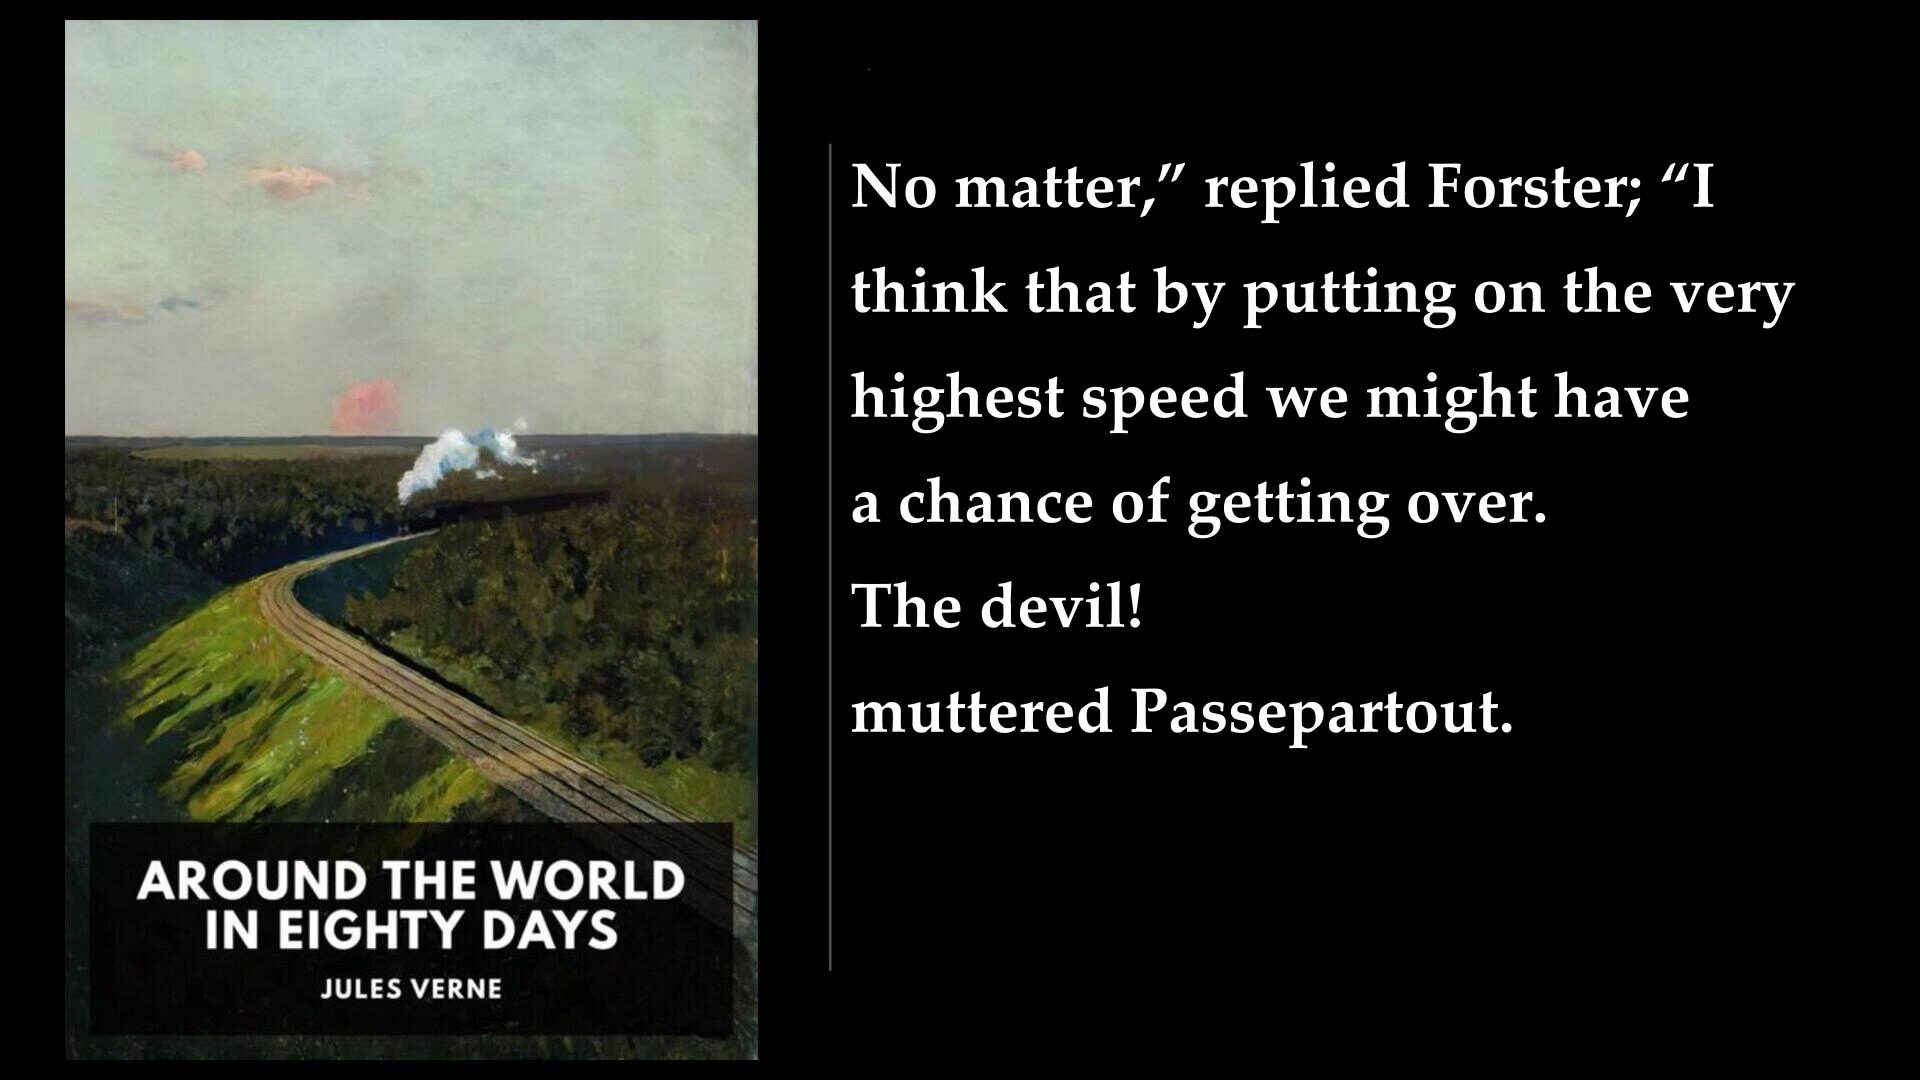 AROUND THE WORLD
IN EIGHTY DAYS
JULES VERNE
No matter,” replied Forster; “I
think that by putting on the very
highest speed we might have
a chance of getting over.
The devil!
muttered Passepartout.